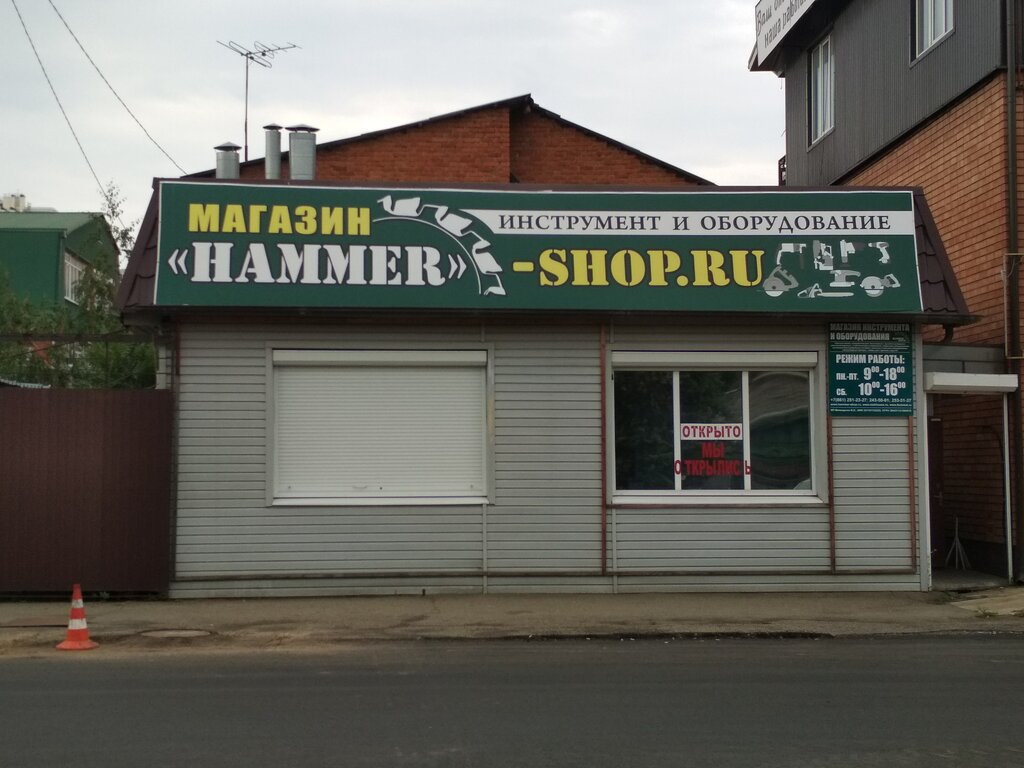 МАГАЗИН
«HAMMER»
-SHOP.RU
ИНСТРУМЕНТ И ОБОРУДОВАНИЕ
МАГАЗИН ИНСТРУМЕНТА
И ОБОРУДОВАНИЯ
РЕЖИМ РАБОТЫ:
ПН.-ПТ. 9⁰⁰-18⁰⁰
СБ. 10⁰⁰-16⁰⁰
ОТКРЫТО
МЫ
ОТКРЫЛИСЬ